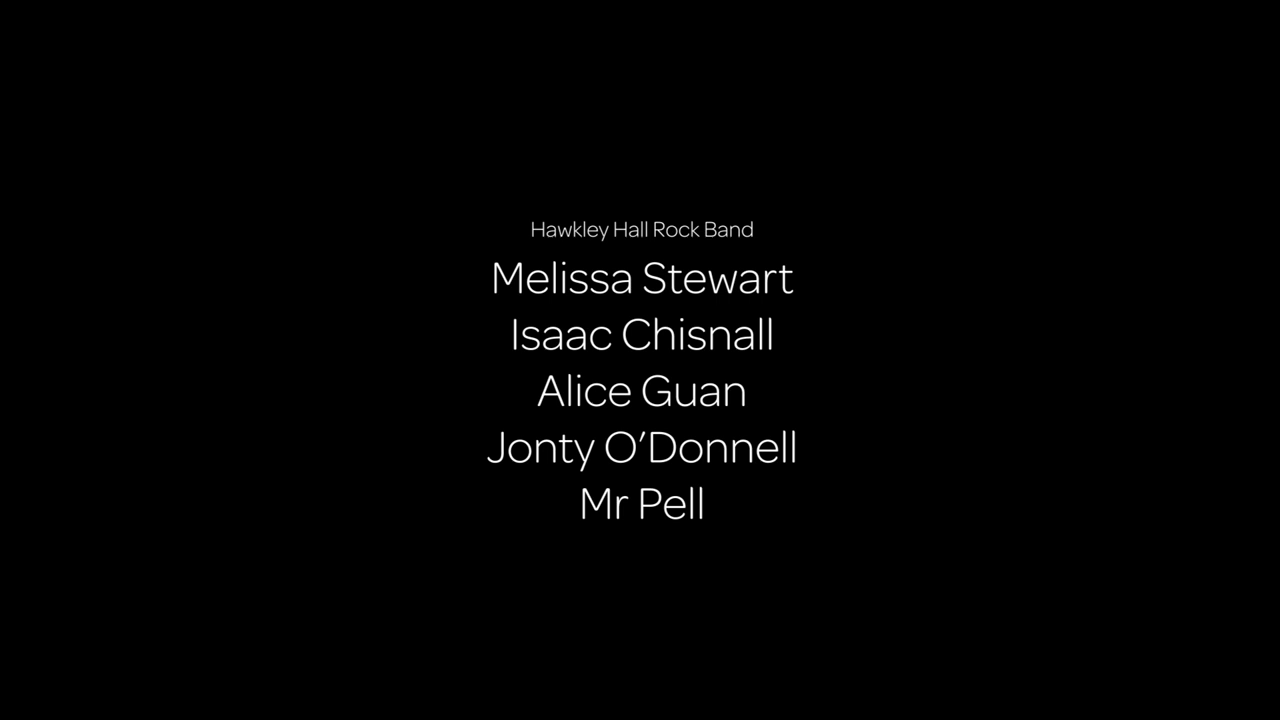 Hawkley Hall Rock Band
Melissa Stewart
Isaac Chisnall
Alice Guan
Jonty O’Donnell
Mr Pell